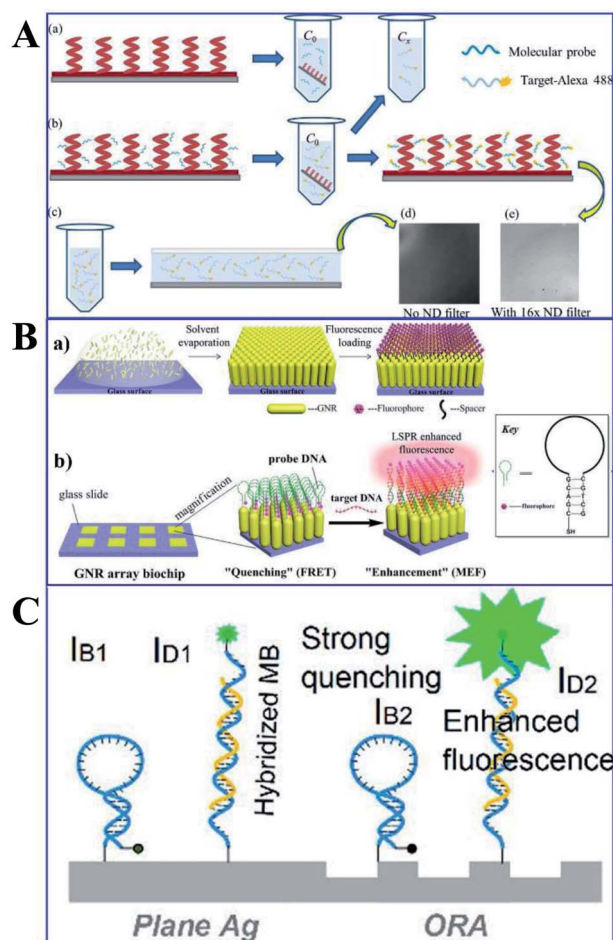 A
(a)
C0
Cx
Molecular probe
Target-Alexa 488
(b)
C0
(c)
(d)
(e)
No ND filter
With 16x ND filter
B
a)
Solvent
evaporation
Fluorescence
loading
Glass surface
Glass surface
Glass surface
---GNR
---Fluorophore
---Spacer
b)
glass slide
magnification
probe DNA
target DNA
LSPR enhanced
fluorescence
GNR array biochip
"Quenching" (FRET)
"Enhancement" (MEF)
Key
fluorophore
G C
C G
A T
G C
C G
SH
C
IB1
ID1
Hybridized MB
Strong
quenching
IB2
ID2
Enhanced
fluorescence
Plane Ag
ORA